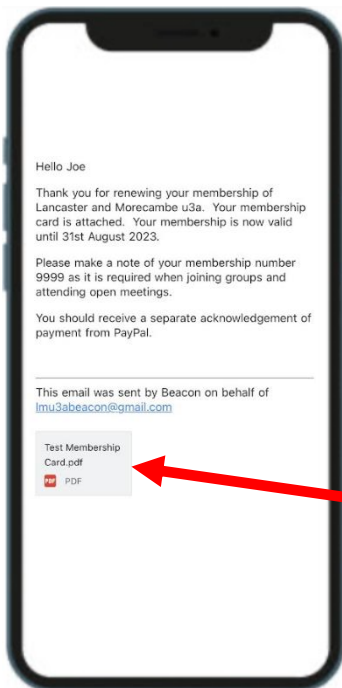 Hello Joe
Thank you for renewing your membership of
Lancaster and Morecambe u3a. Your membership
card is attached. Your membership is now valid
until 31st August 2023.
Please make a note of your membership number
9999 as it is required when joining groups and
attending open meetings.
You should receive a separate acknowledgement of
payment from PayPal.
This email was sent by Beacon on behalf of
lmu3abeacon@gmail.com
Test Membership
Card.pdf
PDF PDF